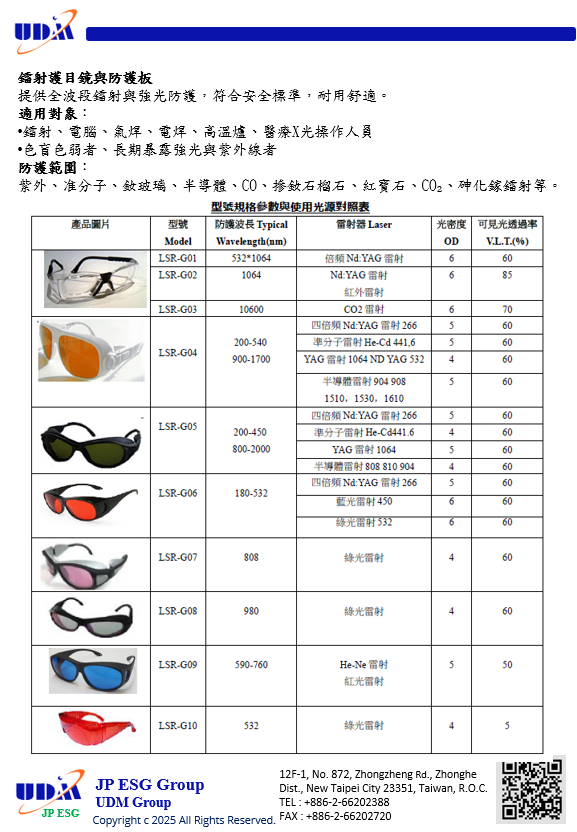 UDM
鐳射護目鏡與防護板
提供全波段鐳射與強光防護，符合安全標準，耐用舒適。
適用對象：
•鐳射、電腦、氣焊、電焊、高溫爐、醫療X光操作人員
•色盲色弱者、長期暴露強光與紫外線者
防護範圍：
紫外、准分子、釹玻璃、半導體、CO、摻釹石榴石、紅寶石、CO₂、砷化鎵鐳射等。
型號規格參數與使用光源對照表
產品圖片 型號 Model 防護波長 Typical Wavelength(nm) 雷射器 Laser 光密度 OD 可見光透過率 V.L.T.(%)
LSR-G01 532*1064 倍頻 Nd:YAG 雷射 6 60
LSR-G02 1064 Nd:YAG 雷射 6 85
紅外雷射
LSR-G03 10600 CO2 雷射 6 70
LSR-G04 200-540 900-1700 四倍頻 Nd:YAG 雷射 266 5 60
準分子雷射 He-Cd 441,6 5 60
YAG 雷射 1064 ND YAG 532 4 60
半導體雷射 904 908 5 60
1510，1530，1610
LSR-G05 200-450 800-2000 四倍頻 Nd:YAG 雷射 266 5 60
準分子雷射 He-Cd441.6 4 60
YAG 雷射 1064 5 60
半導體雷射 808 810 904 4 60
LSR-G06 180-532 四倍頻 Nd:YAG 雷射 266 5 60
藍光雷射 450 6 60
綠光雷射 532 6 60
LSR-G07 808 綠光雷射 4 60
LSR-G08 980 綠光雷射 4 60
LSR-G09 590-760 He-Ne 雷射 5 50
紅光雷射
LSR-G10 532 綠光雷射 4 5
UDM
JP ESG
JP ESG Group
UDM Group
Copyright c 2025 All Rights Reserved.
12F-1, No. 872, Zhongzheng Rd., Zhonghe
Dist., New Taipei City 23351, Taiwan, R.O.C.
TEL : +886-2-66202388
FAX : +886-2-66202720